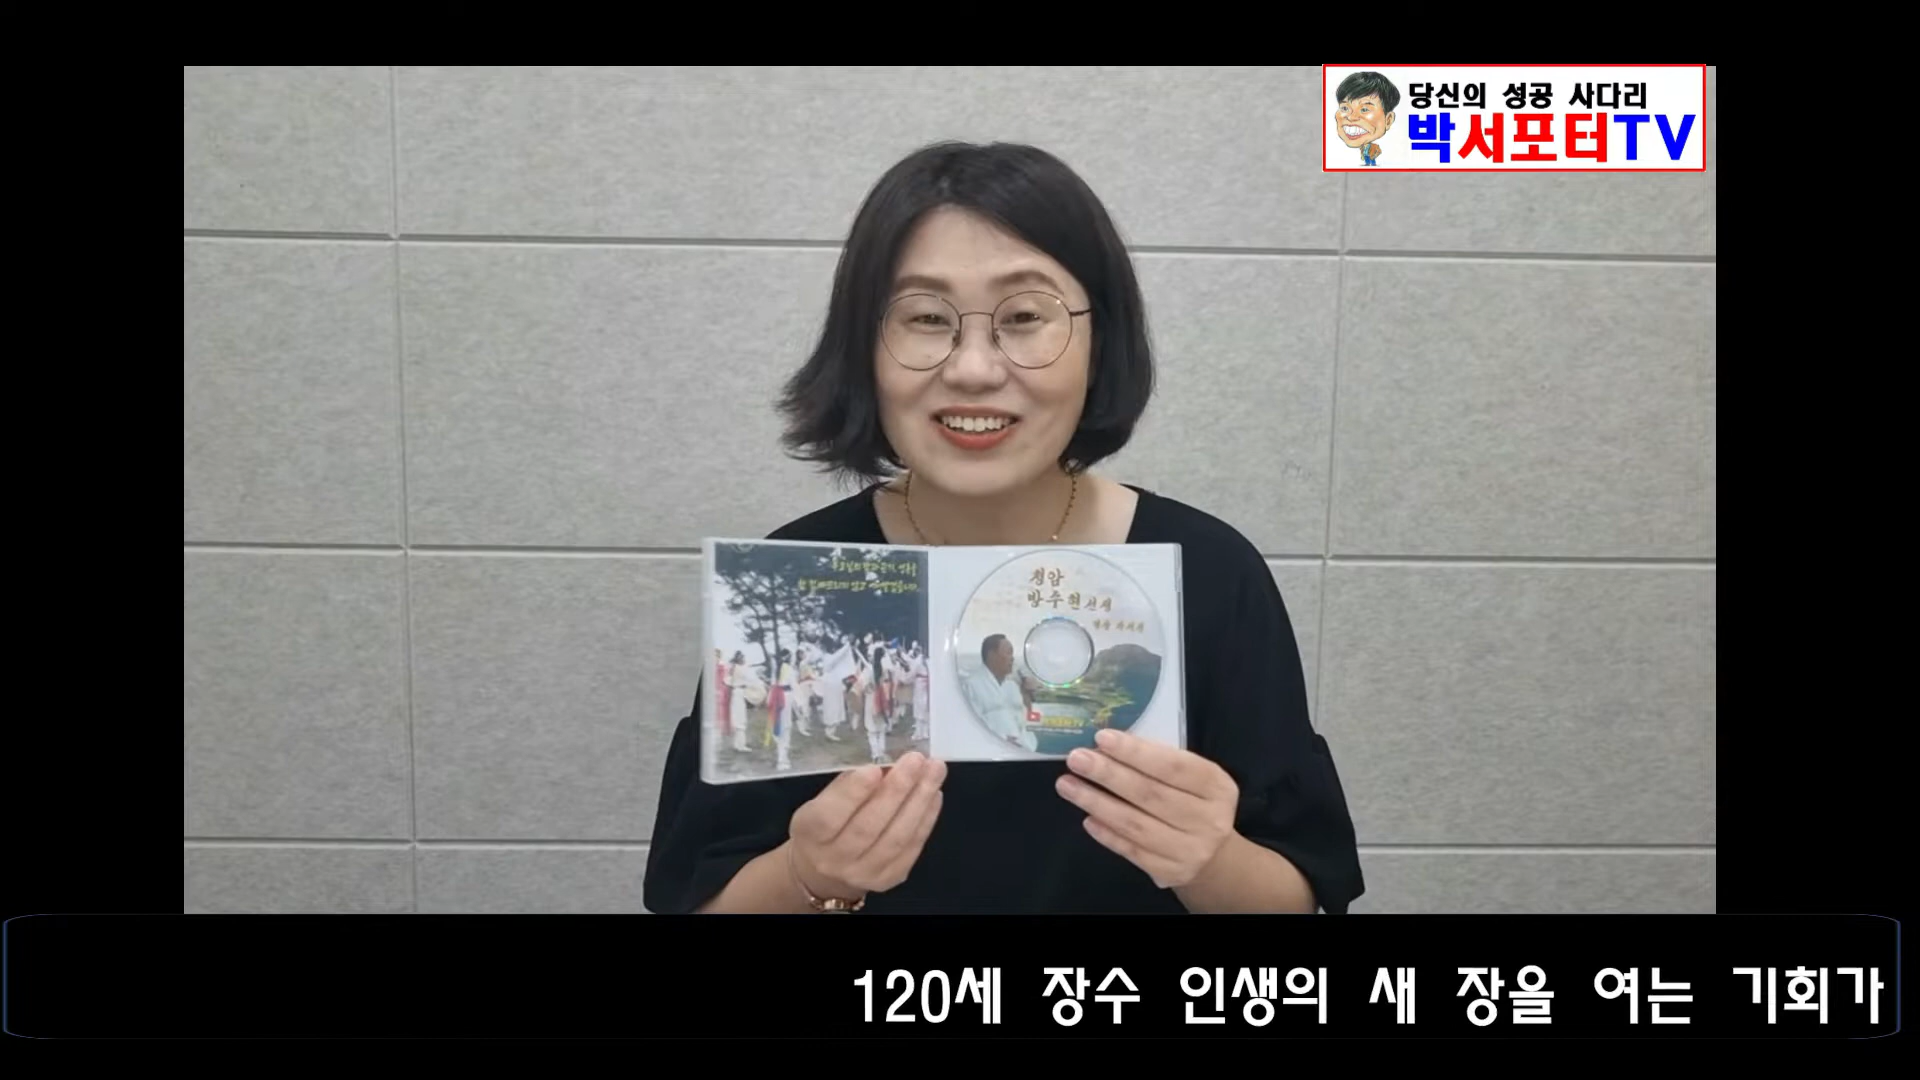 당신의 성공 사다리
박서포터TV
청암
방수현선생
120세 장수 인생의 새 장을 여는 기회가